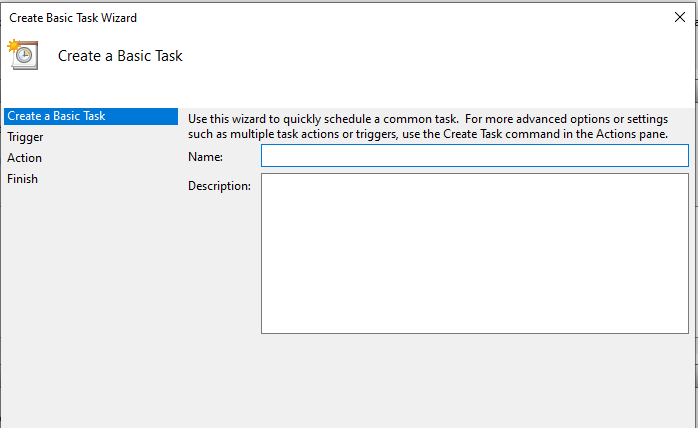 Create Basic Task Wizard
Create a Basic Task
Create a Basic Task
Trigger
Action
Finish
Use this wizard to quickly schedule a common task.  For more advanced options or settings
such as multiple task actions or triggers, use the Create Task command in the Actions pane.
Name:
Description: